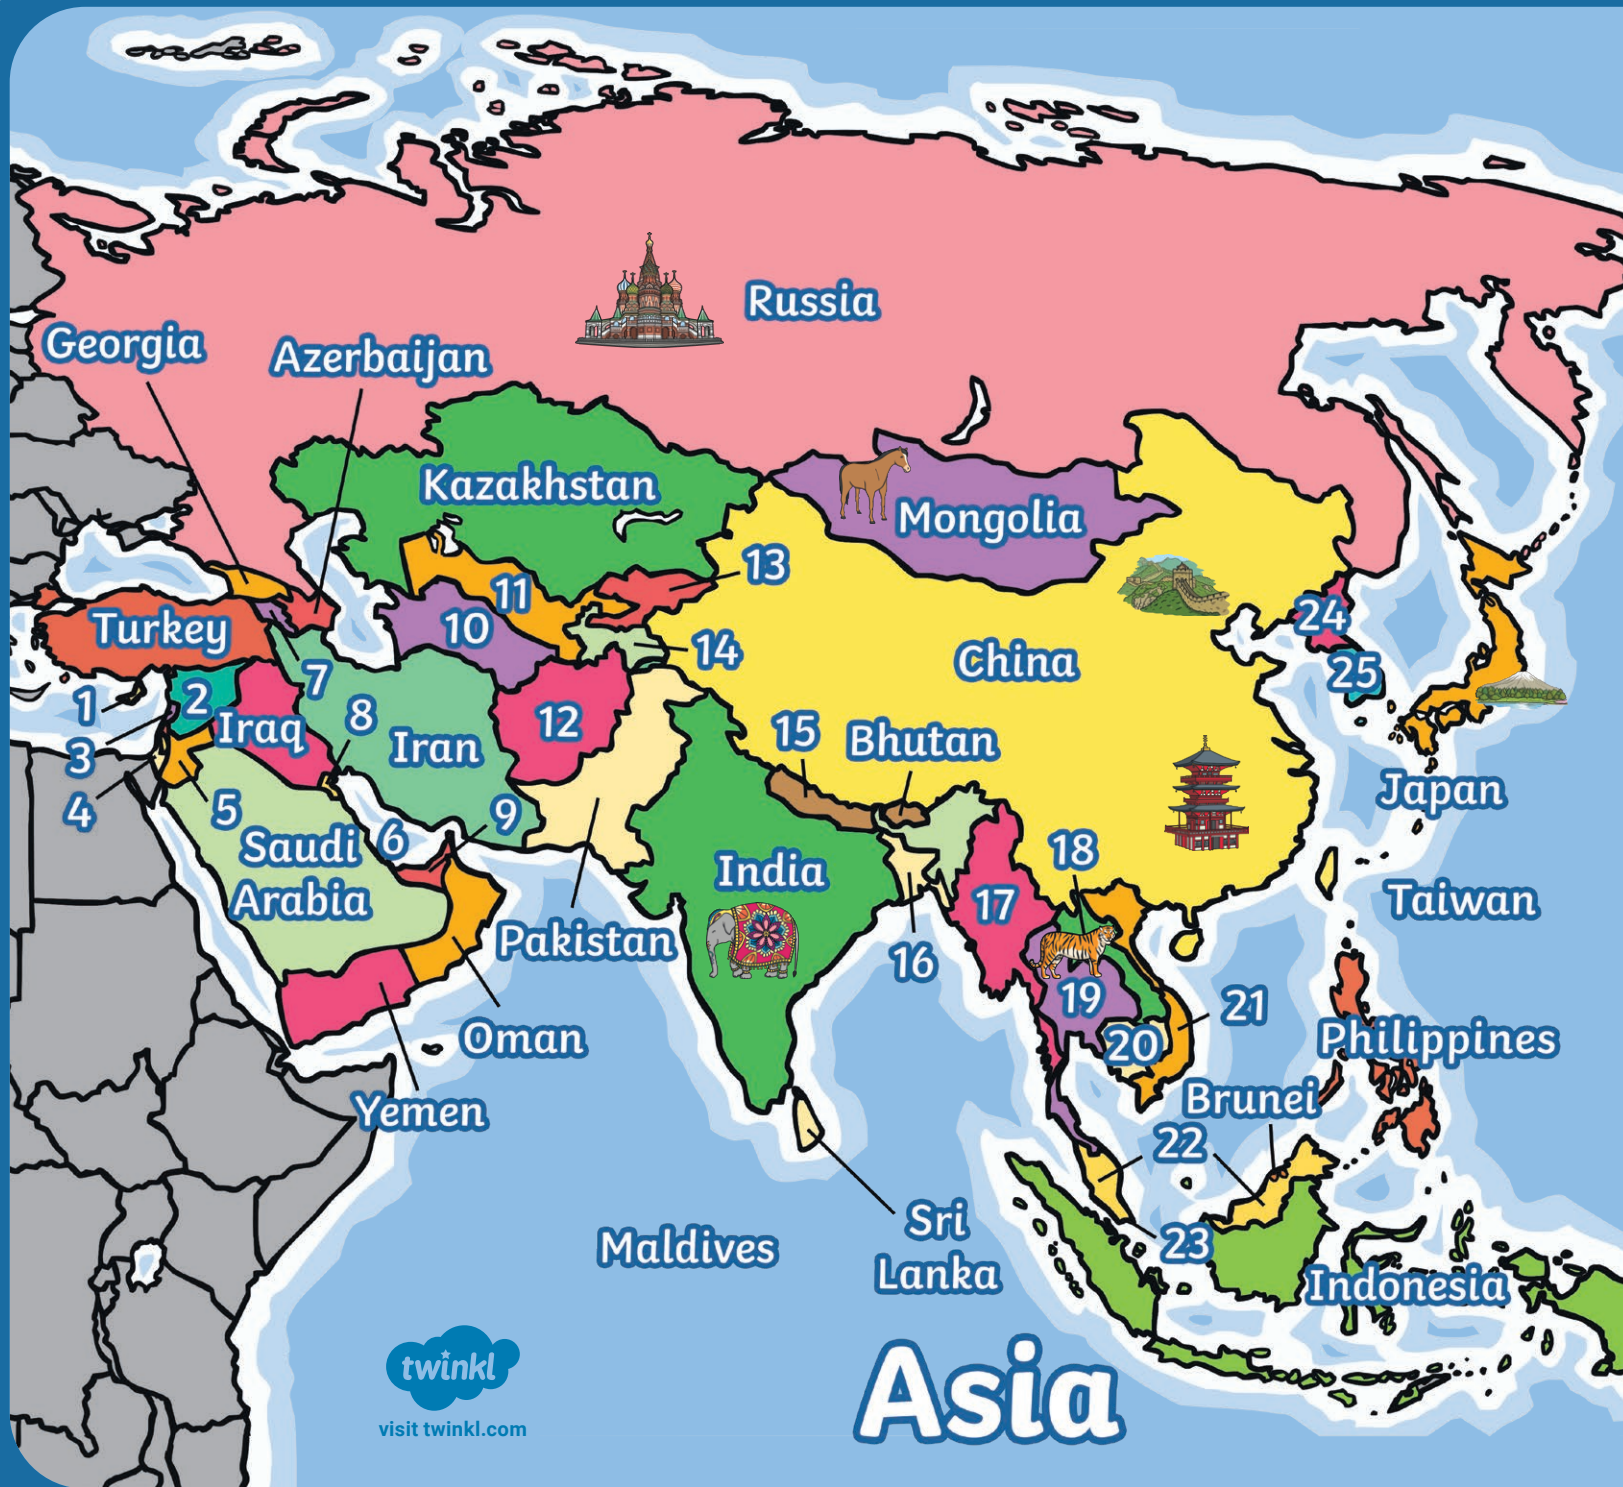 Russia
Georgia
Azerbaijan
Kazakhstan
Mongolia
13
11
10
24
Turkey
14
China
25
7
1
2
8
12
Iraq
Iran
15
Bhutan
3
Japan
4
5
9
6
Saudi
Arabia
18
India
Taiwan
17
Pakistan
16
19
21
Oman
20
Philippines
Yemen
Brunei
22
Sri
Lanka
Maldives
23
Indonesia
twinkl
visit twinkl.com
Asia